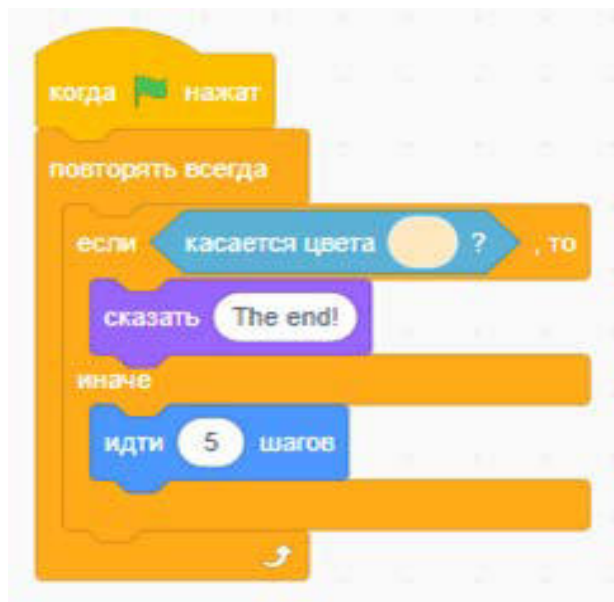 когда нажат
повторять всегда
если касается цвета ? , то
сказать The end!
иначе
идти 5 шагов